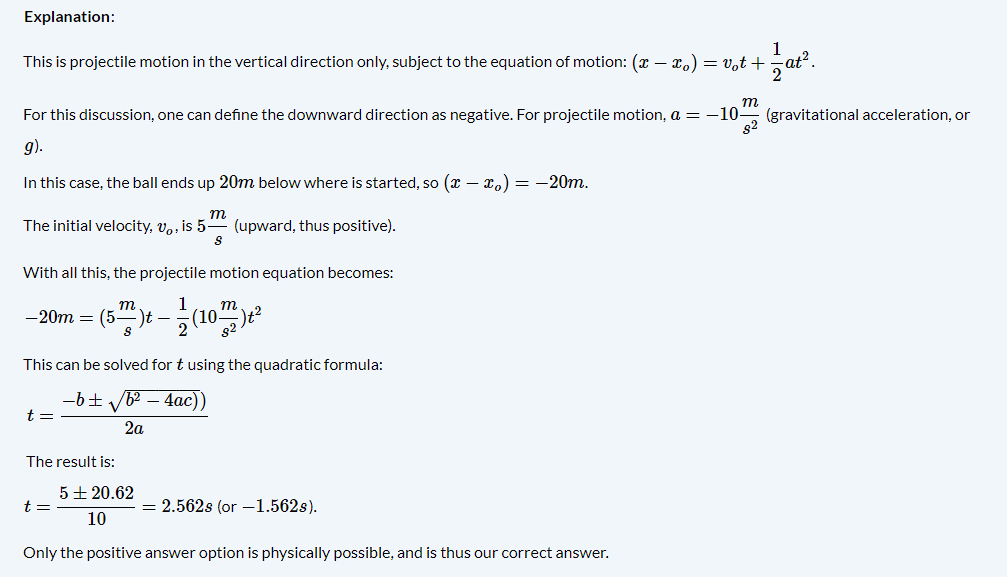 Explanation:
This is projectile motion in the vertical direction only, subject to the equation of motion: $(x - x_o) = v_o t + \frac{1}{2}at^2$.
For this discussion, one can define the downward direction as negative. For projectile motion, $a = -10\frac{m}{s^2}$ (gravitational acceleration, or
$g$).
In this case, the ball ends up $20m$ below where is started, so $(x - x_o) = -20m$.
The initial velocity, $v_o$, is $5\frac{m}{s}$ (upward, thus positive).
With all this, the projectile motion equation becomes:
$-20m = (5\frac{m}{s})t - \frac{1}{2}(10\frac{m}{s^2})t^2$
This can be solved for $t$ using the quadratic formula:
$t = \frac{-b \pm \sqrt{b^2 - 4ac)})}{2a}$
The result is:
$t = \frac{5 \pm 20.62}{10} = 2.562s$ (or $-1.562s$).
Only the positive answer option is physically possible, and is thus our correct answer.